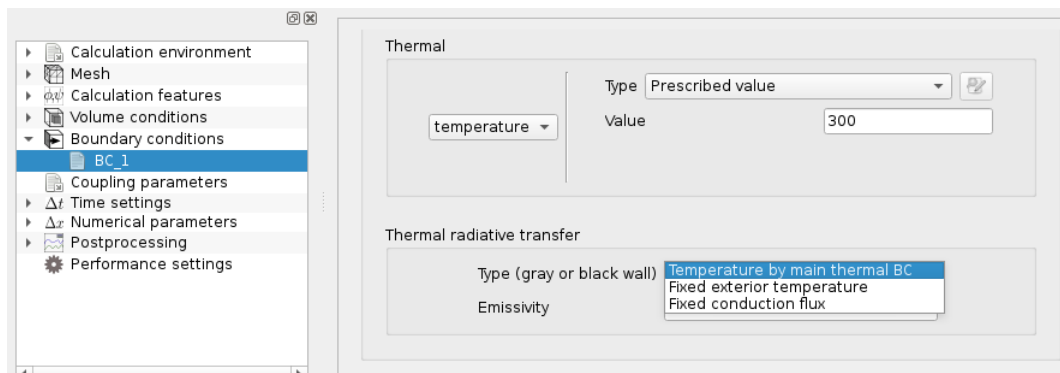 Calculation environment
Mesh
φ,ψ Calculation features
Volume conditions
Boundary conditions
BC_1
Coupling parameters
Δt Time settings
Δx Numerical parameters
Postprocessing
Performance settings
Thermal
temperature
Type Prescribed value
Value 300
Thermal radiative transfer
Type (gray or black wall) Temperature by main thermal BC
Fixed exterior temperature
Fixed conduction flux
Emissivity